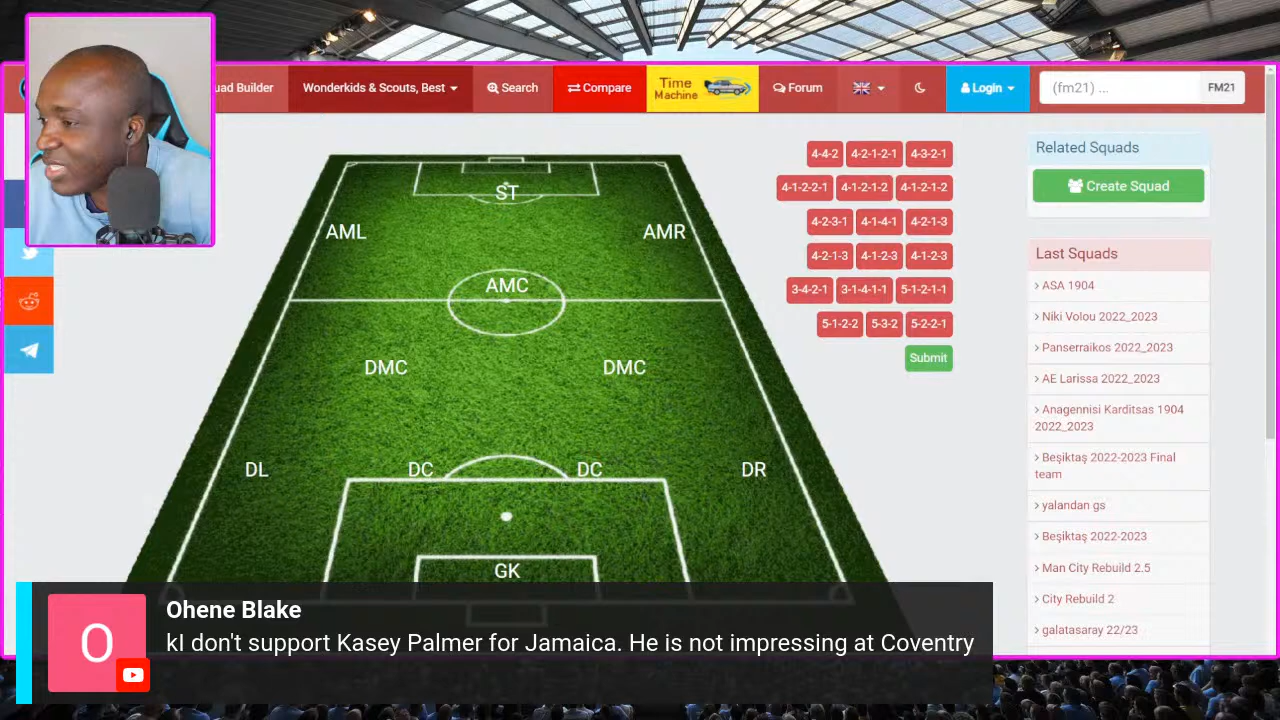 uad Builder
Wonderkids & Scouts, Best
Search
Compare
Time
Machine
Forum
Login
(fm21) ...
FM21
4-4-2 4-2-1-2-1 4-3-2-1
4-1-2-2-1 4-1-2-1-2 4-1-2-1-2
4-2-3-1 4-1-4-1 4-2-1-3
4-2-1-3 4-1-2-3 4-1-2-3
3-4-2-1 3-1-4-1-1 5-1-2-1-1
5-1-2-2 5-3-2 5-2-2-1
Submit
ST
AML AMR
AMC
DMC DMC
DL DC DC DR
GK
Related Squads
Create Squad
Last Squads
ASA 1904
Niki Volou 2022_2023
Panserraikos 2022_2023
AE Larissa 2022_2023
Anagennisi Karditsas 1904
2022_2023
Beşiktaş 2022-2023 Final
team
yalandan gs
Beşiktaş 2022-2023
Man City Rebuild 2.5
City Rebuild 2
galatasaray 22/23
O
Ohene Blake
kI don't support Kasey Palmer for Jamaica. He is not impressing at Coventry